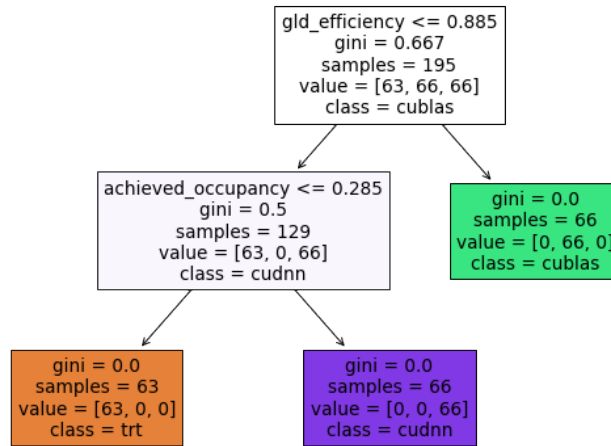 gld_efficiency <= 0.885
gini = 0.667
samples = 195
value = [63, 66, 66]
class = cublas
achieved_occupancy <= 0.285
gini = 0.5
samples = 129
value = [63, 0, 66]
class = cudnn
gini = 0.0
samples = 66
value = [0, 66, 0]
class = cublas
gini = 0.0
samples = 63
value = [63, 0, 0]
class = trt
gini = 0.0
samples = 66
value = [0, 0, 66]
class = cudnn